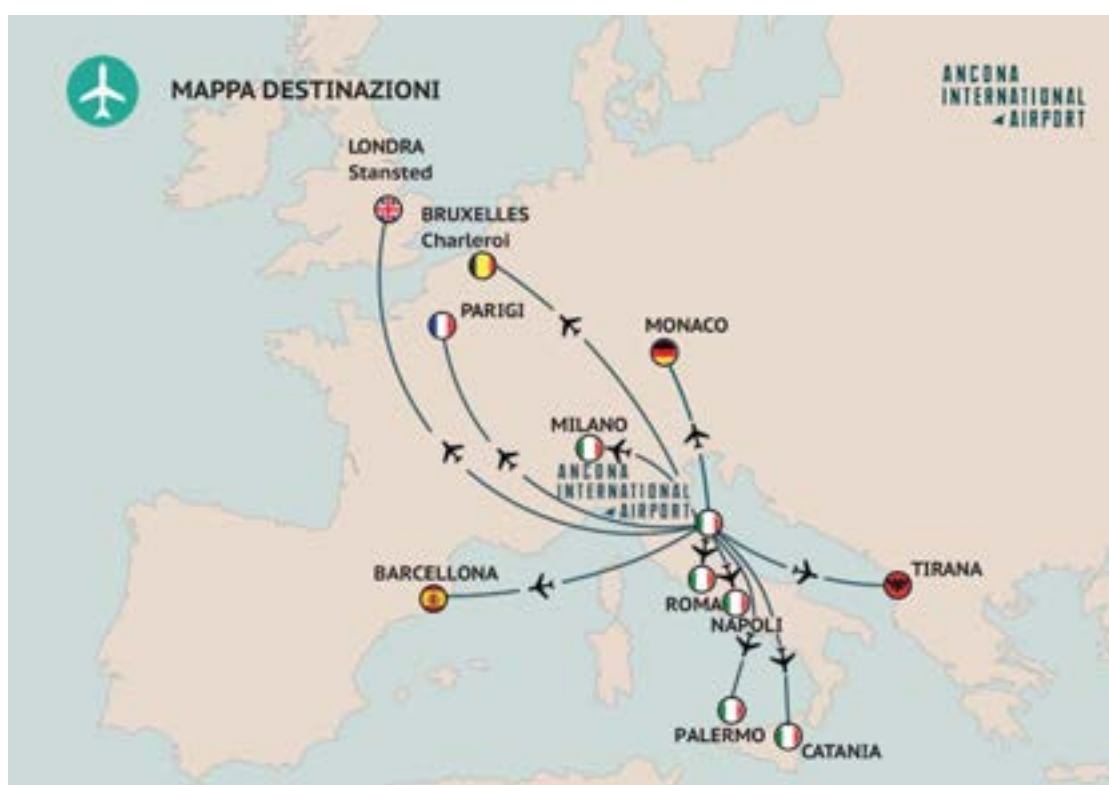 MAPPA DESTINAZIONI
ANCONA
INTERNATIONAL
AIRPORT
LONDRA
Stansted
BRUXELLES
Charleroi
PARIGI
MONACO
MILANO
ANCONA
INTERNATIONAL
AIRPORT
BARCELLONA
TIRANA
ROMA
NAPOLI
PALERMO
CATANIA